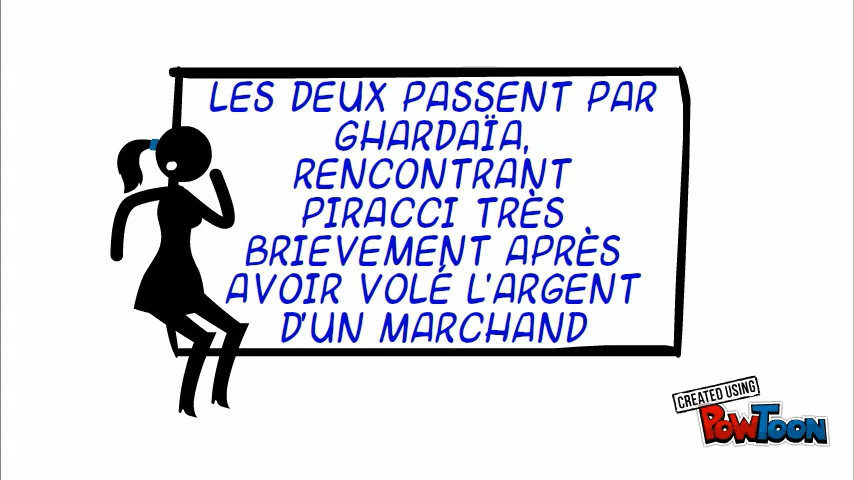 LES DEUX PASSENT PAR
GHARDAÏA,
RENCONTRANT
PIRACCI TRÈS
BRIEVEMENT APRÈS
AVOIR VOLÉ L'ARGENT
D'UN MARCHAND
CREATED USING
POWTOON